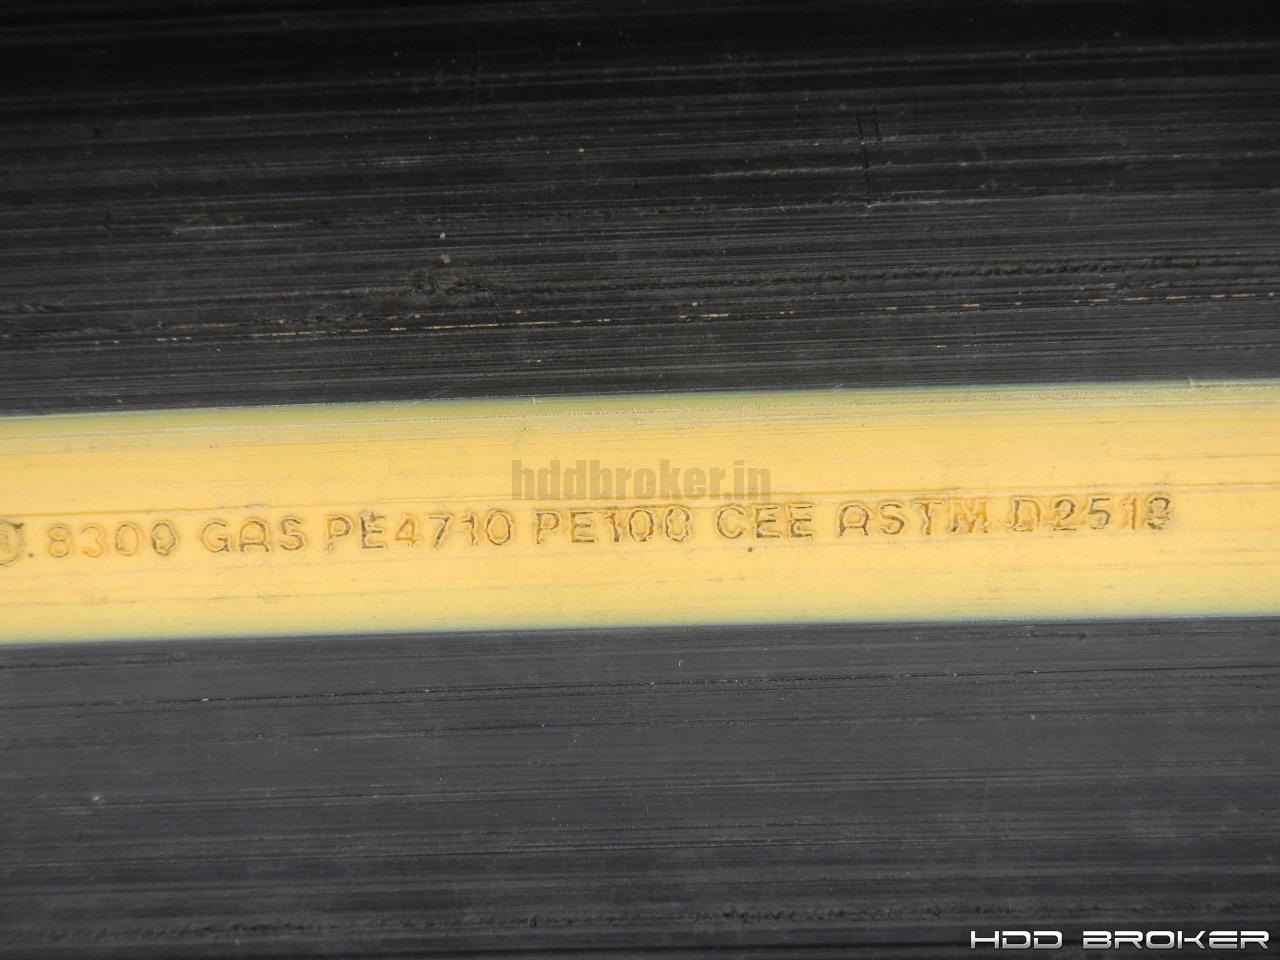 hddbroker.in
®. 8300 GAS PE4710 PE100 CEE ASTM D2513
HDD BROKER